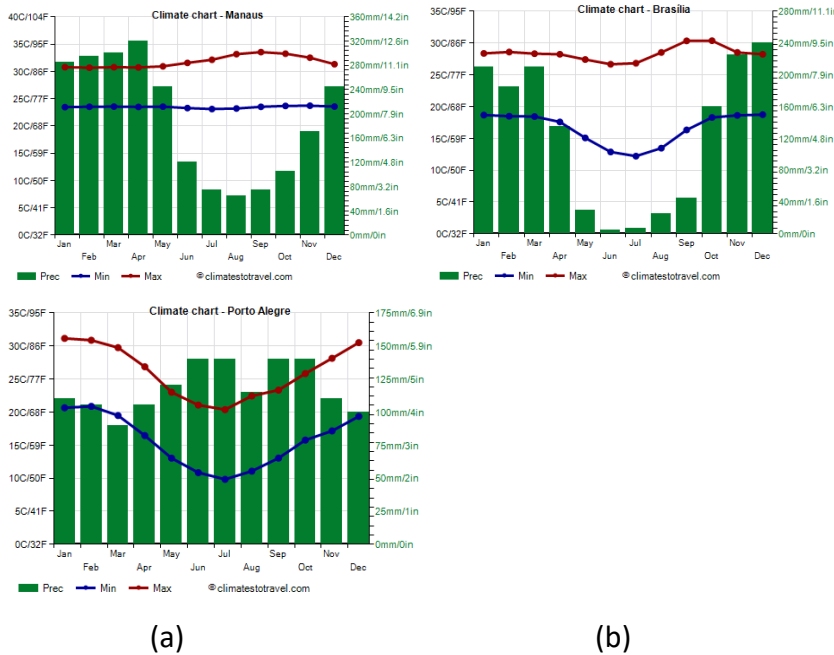 Climate chart - Manaus
40C/104F
35C/95F
30C/86F
25C/77F
20C/68F
15C/59F
10C/50F
5C/41F
0C/32F
360mm/14.2in
320mm/12.6in
280mm/11.1in
240mm/9.5in
200mm/7.9in
160mm/6.3in
120mm/4.8in
80mm/3.2in
40mm/1.6in
0mm/0in
Jan Mar May Jul Sep Nov
Feb Apr Jun Aug Oct Dec
Prec Min Max ©climatestotravel.com
Climate chart - Brasília
35C/95F
30C/86F
25C/77F
20C/68F
15C/59F
10C/50F
5C/41F
0C/32F
280mm/11.1in
240mm/9.5in
200mm/7.9in
160mm/6.3in
120mm/4.8in
80mm/3.2in
40mm/1.6in
0mm/0in
Jan Mar May Jul Sep Nov
Feb Apr Jun Aug Oct Dec
Prec Min Max ©climatestotravel.com
Climate chart - Porto Alegre
35C/95F
30C/86F
25C/77F
20C/68F
15C/59F
10C/50F
5C/41F
0C/32F
175mm/6.9in
150mm/5.9in
125mm/5in
100mm/4in
75mm/3in
50mm/2in
25mm/1in
0mm/0in
Jan Mar May Jul Sep Nov
Feb Apr Jun Aug Oct Dec
Prec Min Max ©climatestotravel.com
(a) (b)